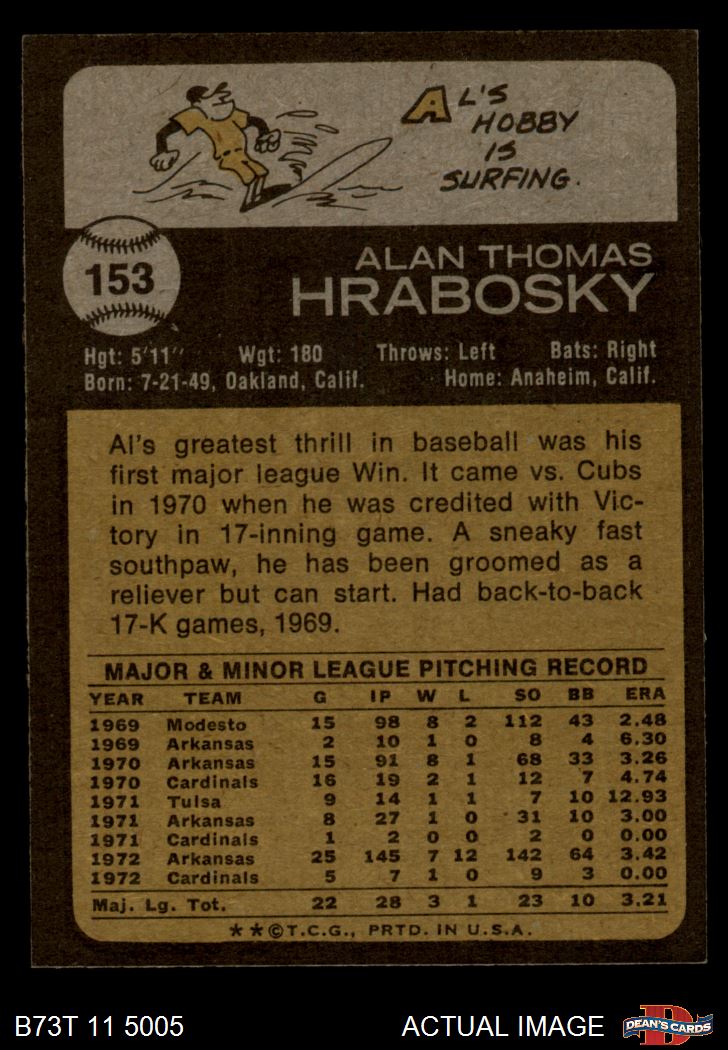 AL'S
HOBBY
IS
SURFING.
153
ALAN THOMAS
HRABOSKY
Hgt: 5'11" Wgt: 180 Throws: Left Bats: Right
Born: 7-21-49, Oakland, Calif. Home: Anaheim, Calif.
Al's greatest thrill in baseball was his
first major league Win. It came vs. Cubs
in 1970 when he was credited with Vic-
tory in 17-inning game. A sneaky fast
southpaw, he has been groomed as a
reliever but can start. Had back-to-back
17-K games, 1969.
MAJOR & MINOR LEAGUE PITCHING RECORD
YEAR TEAM G IP W L SO BB ERA
1969 Modesto 15 98 8 2 112 43 2.48
1969 Arkansas 2 10 1 0 8 4 6.30
1970 Arkansas 15 91 8 1 68 33 3.26
1970 Cardinals 16 19 2 1 12 7 4.74
1971 Tulsa 9 14 1 1 7 10 12.93
1971 Arkansas 8 27 1 0 31 10 3.00
1971 Cardinals 1 2 0 0 2 0 0.00
1972 Arkansas 25 145 7 12 142 64 3.42
1972 Cardinals 5 7 1 0 9 3 0.00
Maj. Lg. Tot. 22 28 3 1 23 10 3.21
★★©T.C.G., PRTD. IN U.S.A.
B73T 11 5005 ACTUAL IMAGE
D
DEAN'S CARDS